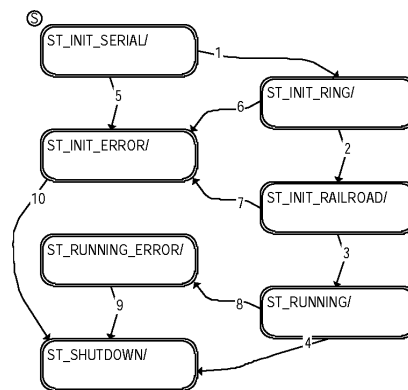 S
ST_INIT_SERIAL/
1
5
6
ST_INIT_RING/
ST_INIT_ERROR/
2
10
7
ST_INIT_RAILROAD/
ST_RUNNING_ERROR/
3
9
8
ST_RUNNING/
4
ST_SHUTDOWN/